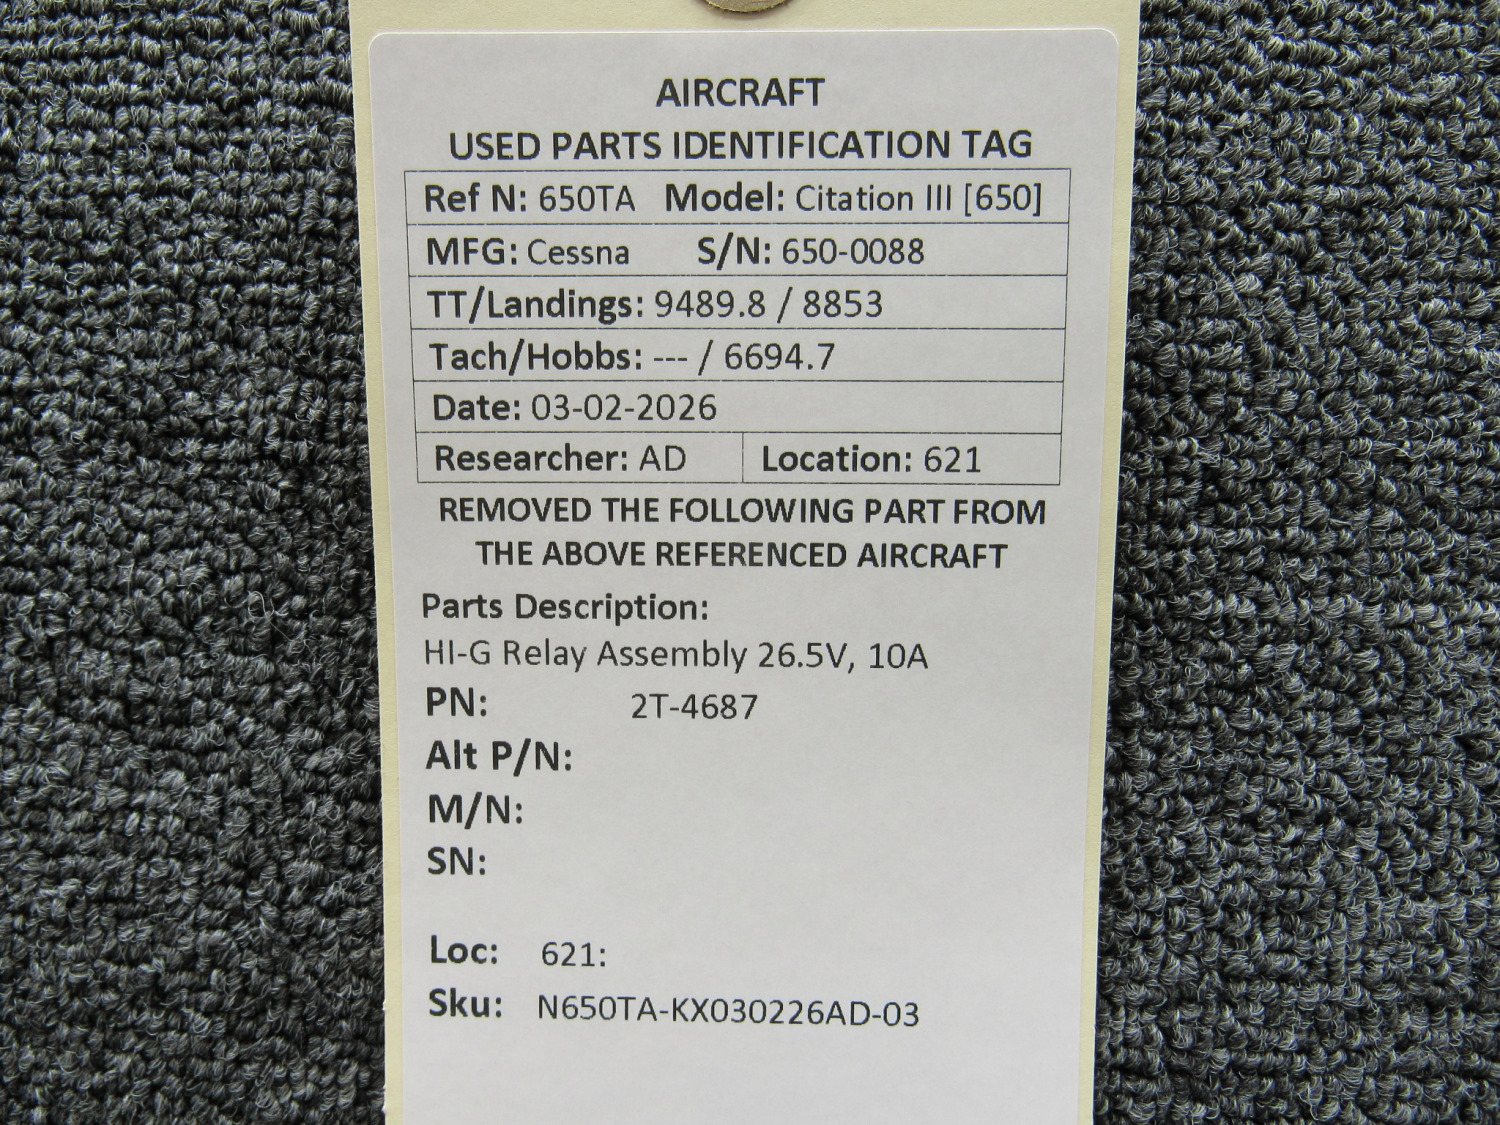 AIRCRAFT
USED PARTS IDENTIFICATION TAG
Ref N: 650TA Model: Citation III [650]
MFG: Cessna S/N: 650-0088
TT/Landings: 9489.8 / 8853
Tach/Hobbs: --- / 6694.7
Date: 03-02-2026
Researcher: AD Location: 621
REMOVED THE FOLLOWING PART FROM
THE ABOVE REFERENCED AIRCRAFT
Parts Description:
HI-G Relay Assembly 26.5V, 10A
PN: 2T-4687
Alt P/N:
M/N:
SN:
Loc: 621:
Sku: N650TA-KX030226AD-03